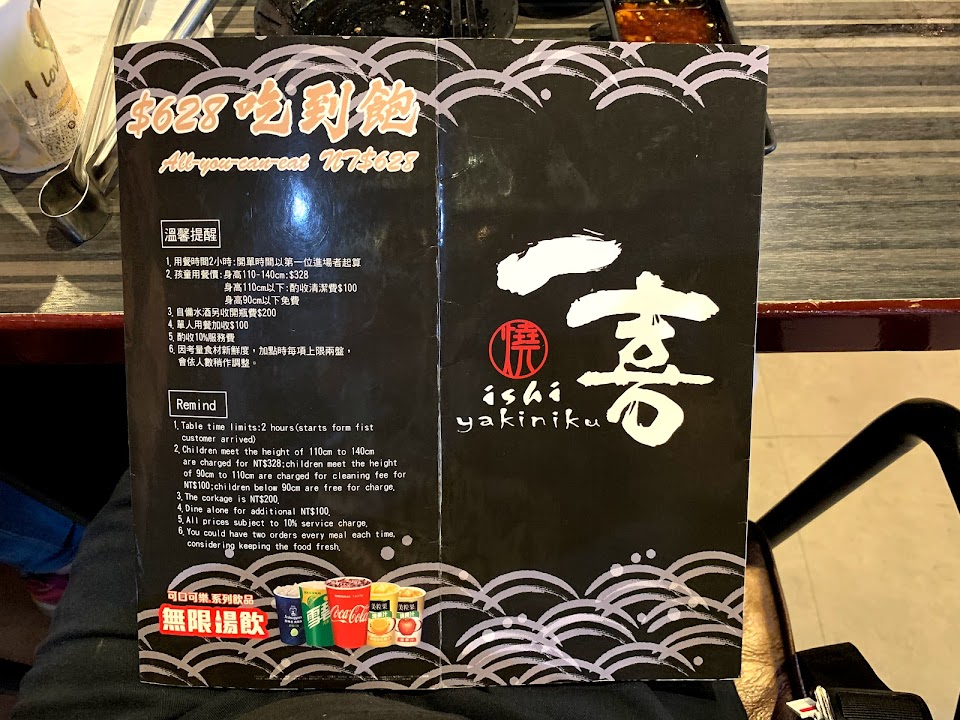 $628 吃到飽
All-you-can-eat NT$628
溫馨提醒
1. 用餐時間2小時:開單時間以第一位進場者起算
2. 孩童用餐價:身高110-140cm:$328
身高110cm以下:酌收清潔費$100
身高90cm以下免費
3. 自備水酒另收開瓶費$200
4. 單人用餐加收$100
5. 酌收10%服務費
6. 因考量食材新鮮度,加點時每項上限兩盤,
會依人數稍作調整。
Remind
1. Table time limits:2 hours(starts form fist
customer arrived)
2. Children meet the height of 110cm to 140cm
are charged for NT$328;children meet the height
of 90cm to 110cm are charged for cleaning fee for
NT$100;children below 90cm are free for charge.
3. The corkage is NT$200.
4. Dine alone for additional NT$100.
5. All prices subject to 10% service charge.
6. You could have two orders every meal each time,
considering keeping the food fresh.
可口可樂.系列飲品
無限暢飲
雪碧
Coca-Cola
美粒果
美粒果
一喜
燒
ishi
yakiniku
I